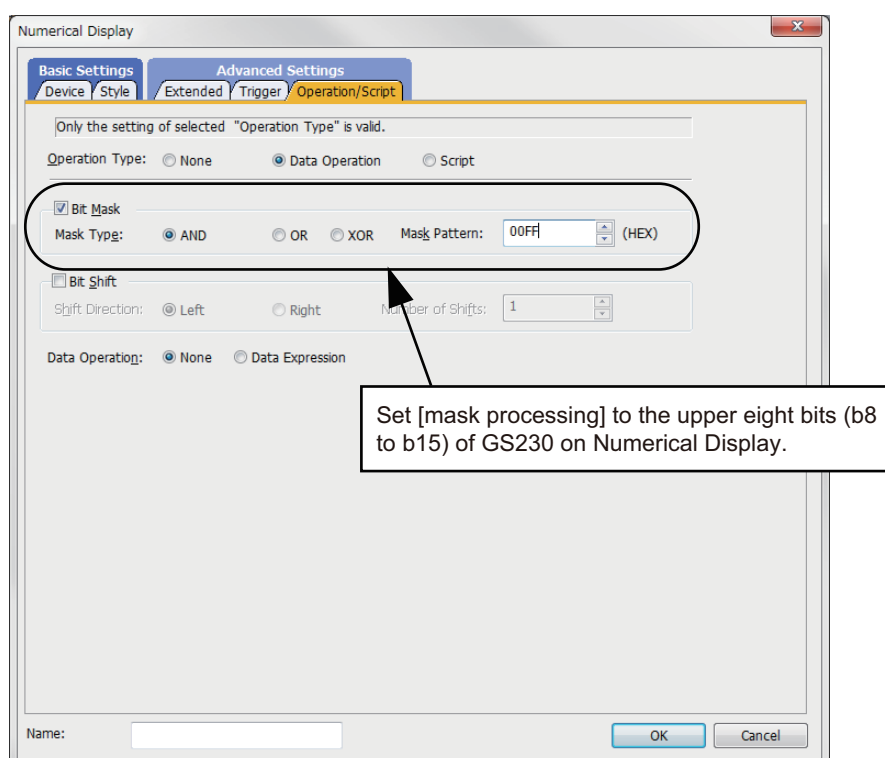 Numerical Display
x
Basic Settings Advanced Settings
Device Style Extended Trigger Operation/Script
Only the setting of selected "Operation Type" is valid.
Operation Type: None Data Operation Script
Bit Mask
Mask Type: AND OR XOR Mask Pattern: 00FF (HEX)
Bit Shift
Shift Direction: Left Right Number of Shifts: 1
Data Operation: None Data Expression
Set [mask processing] to the upper eight bits (b8
to b15) of GS230 on Numerical Display.
Name: OK Cancel